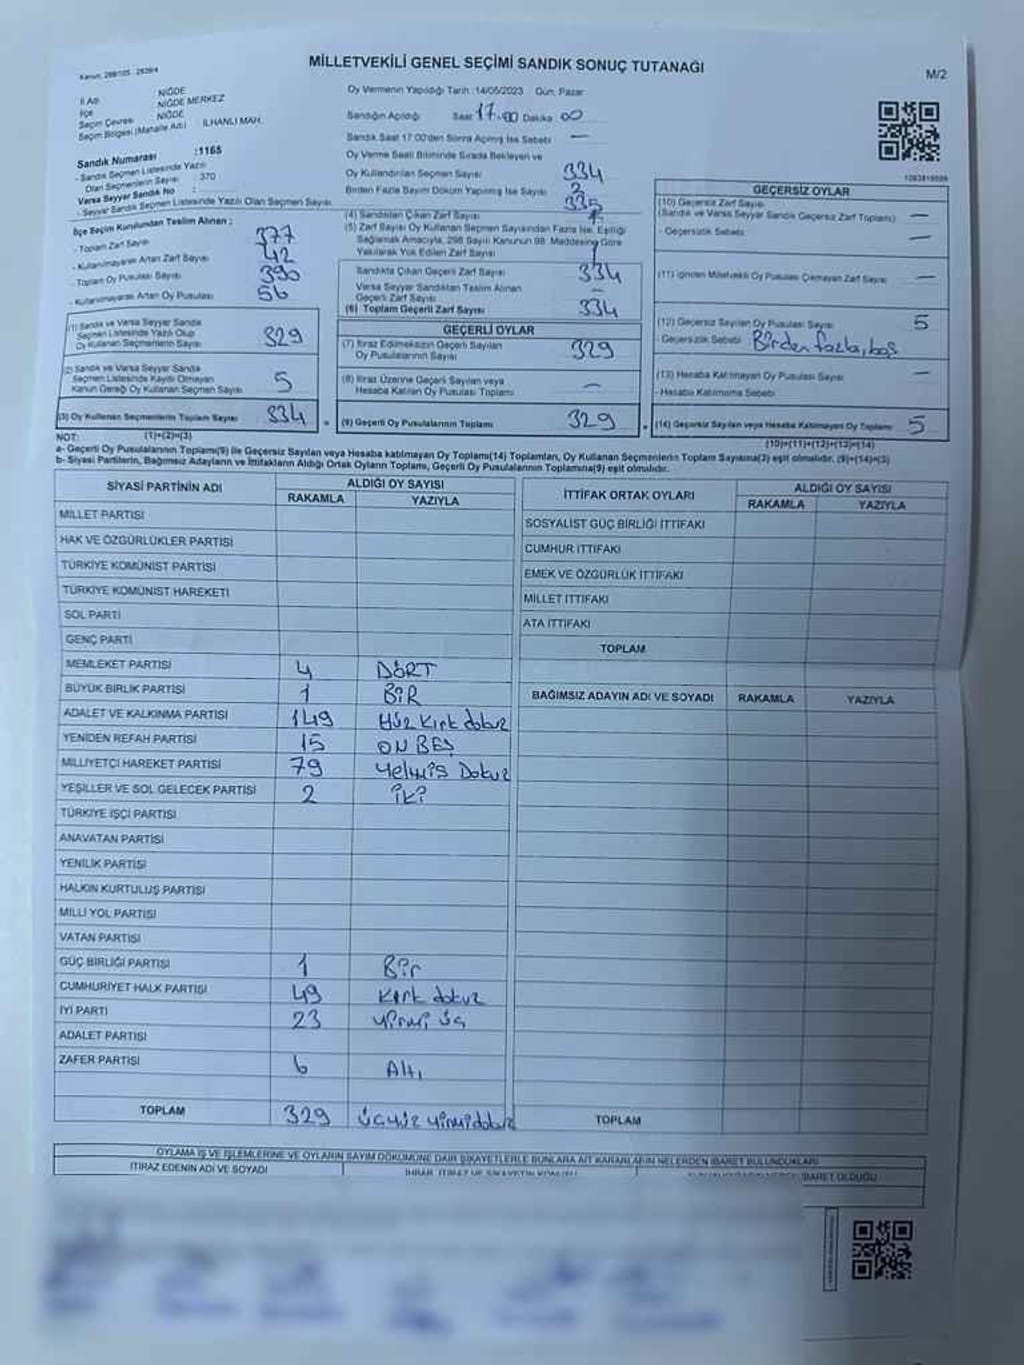 Kanun: 298/105 - 2839/4
MİLLETVEKİLİ GENEL SEÇİMİ SANDIK SONUÇ TUTANAĞI
M/2
İl Adı NİĞDE
İlçe NİĞDE MERKEZ
Seçim Çevresi NİĞDE
Seçim Bölgesi (Mahalle Adı) İLHANLI MAH.
Sandık Numarası :1165
- Sandık Seçmen Listesinde Yazılı
Olan Seçmenlerin Sayısı : 370
Varsa Seyyar Sandık No :
- Seyyar Sandık Seçmen Listesinde Yazılı Olan Seçmen Sayısı
İlçe Seçim Kurulundan Teslim Alınan ;
- Toplam Zarf Sayısı 377
- Kullanılmayarak Artan Zarf Sayısı 42
- Toplam Oy Pusulası Sayısı 390
- Kullanılmayarak Artan Oy Pusulası 56
(1) Sandık ve Varsa Seyyar Sandık
Seçmen Listesinde Yazılı Olup
Oy Kullanan Seçmenlerin Sayısı 329
(2) Sandık ve Varsa Seyyar Sandık
Seçmen Listesinde Kayıtlı Olmayan
Kanun Gereği Oy Kullanan Seçmen Sayısı 5
(3) Oy Kullanan Seçmenlerin Toplam Sayısı 334
(1)+(2)=(3)
Oy Vermenin Yapıldığı Tarih :14/05/2023 Gün: Pazar
Sandığın Açıldığı Saat 17:00 Dakika 00
Sandık Saat 17:00'den Sonra Açılmış İse Sebebi —
Oy Verme Saati Bitiminde Sırada Bekleyen ve
Oy Kullandırılan Seçmen Sayısı 334
Birden Fazla Sayım Döküm Yapılmış İse Sayısı 2
(4) Sandıktan Çıkan Zarf Sayısı 335
(5) Zarf Sayısı Oy Kullanan Seçmen Sayısından Fazla İse, Eşitliği
Sağlamak Amacıyla, 298 Sayılı Kanunun 98. Maddesine Göre
Yakılarak Yok Edilen Zarf Sayısı 1
Sandıkta Çıkan Geçerli Zarf Sayısı 334
Varsa Seyyar Sandıktan Teslim Alınan
Geçerli Zarf Sayısı —
(6) Toplam Geçerli Zarf Sayısı 334
GEÇERLİ OYLAR
(7) İtiraz Edilmeksizin Geçerli Sayılan
Oy Pusulalarının Sayısı 329
(8) İtiraz Üzerine Geçerli Sayılan veya
Hesaba Katılan Oy Pusulası Toplamı —
(9) Geçerli Oy Pusulalarının Toplamı 329
1093819599
GEÇERSİZ OYLAR
(10) Geçersiz Zarf Sayısı
(Sandık ve Varsa Seyyar Sandık Geçersiz Zarf Toplamı) —
- Geçersizlik Sebebi —
(11) İçinden Milletvekili Oy Pusulası Çıkmayan Zarf Sayısı —
(12) Geçersiz Sayılan Oy Pusulası Sayısı 5
- Geçersizlik Sebebi Birden fazla, boş
(13) Hesaba Katılmayan Oy Pusulası Sayısı —
- Hesaba Katılmama Sebebi
(14) Geçersiz Sayılan veya Hesaba Katılmayan Oy Toplamı 5
(10)+(11)+(12)+(13)=(14)
NOT:
a- Geçerli Oy Pusulalarının Toplamı(9) ile Geçersiz Sayılan veya Hesaba katılmayan Oy Toplamı(14) Toplamları, Oy Kullanan Seçmenlerin Toplam Sayısına(3) eşit olmalıdır. (9)+(14)=(3)
b- Siyasi Partilerin, Bağımsız Adayların ve İttifakların Aldığı Ortak Oyların Toplamı, Geçerli Oy Pusulalarının Toplamına(9) eşit olmalıdır.
SİYASİ PARTİNİN ADI ALDIĞI OY SAYISI
RAKAMLA YAZIYLA
MİLLET PARTİSİ
HAK VE ÖZGÜRLÜKLER PARTİSİ
TÜRKİYE KOMÜNİST PARTİSİ
TÜRKİYE KOMÜNİST HAREKETİ
SOL PARTİ
GENÇ PARTİ
MEMLEKET PARTİSİ 4 DÖRT
BÜYÜK BİRLİK PARTİSİ 1 BİR
ADALET VE KALKINMA PARTİSİ 149 Yüz kırk dokuz
YENİDEN REFAH PARTİSİ 15 ON BEŞ
MİLLİYETÇİ HAREKET PARTİSİ 79 Yetmiş Dokuz
YEŞİLLER VE SOL GELECEK PARTİSİ 2 İki
TÜRKİYE İŞÇİ PARTİSİ
ANAVATAN PARTİSİ
YENİLİK PARTİSİ
HALKIN KURTULUŞ PARTİSİ
MİLLİ YOL PARTİSİ
VATAN PARTİSİ
GÜÇ BİRLİĞİ PARTİSİ 1 Bir
CUMHURİYET HALK PARTİSİ 49 Kırk dokuz
İYİ PARTİ 23 Yirmi üç
ADALET PARTİSİ
ZAFER PARTİSİ 6 Altı
TOPLAM 329 Üçyüz yirmi dokuz
İTTİFAK ORTAK OYLARI ALDIĞI OY SAYISI
RAKAMLA YAZIYLA
SOSYALİST GÜÇ BİRLİĞİ İTTİFAKI
CUMHUR İTTİFAKI
EMEK VE ÖZGÜRLÜK İTTİFAKI
MİLLET İTTİFAKI
ATA İTTİFAKI
TOPLAM
BAĞIMSIZ ADAYIN ADI VE SOYADI RAKAMLA YAZIYLA
TOPLAM
OYLAMA İŞ VE İŞLEMLERİNE VE OYLARIN SAYIM DÖKÜMÜNE DAİR ŞİKAYETLERLE BUNLARA AİT KARARLARIN NELERDEN İBARET BULUNDUKLARI
İTİRAZ EDENİN ADI VE SOYADI
İBARET OLDUĞU